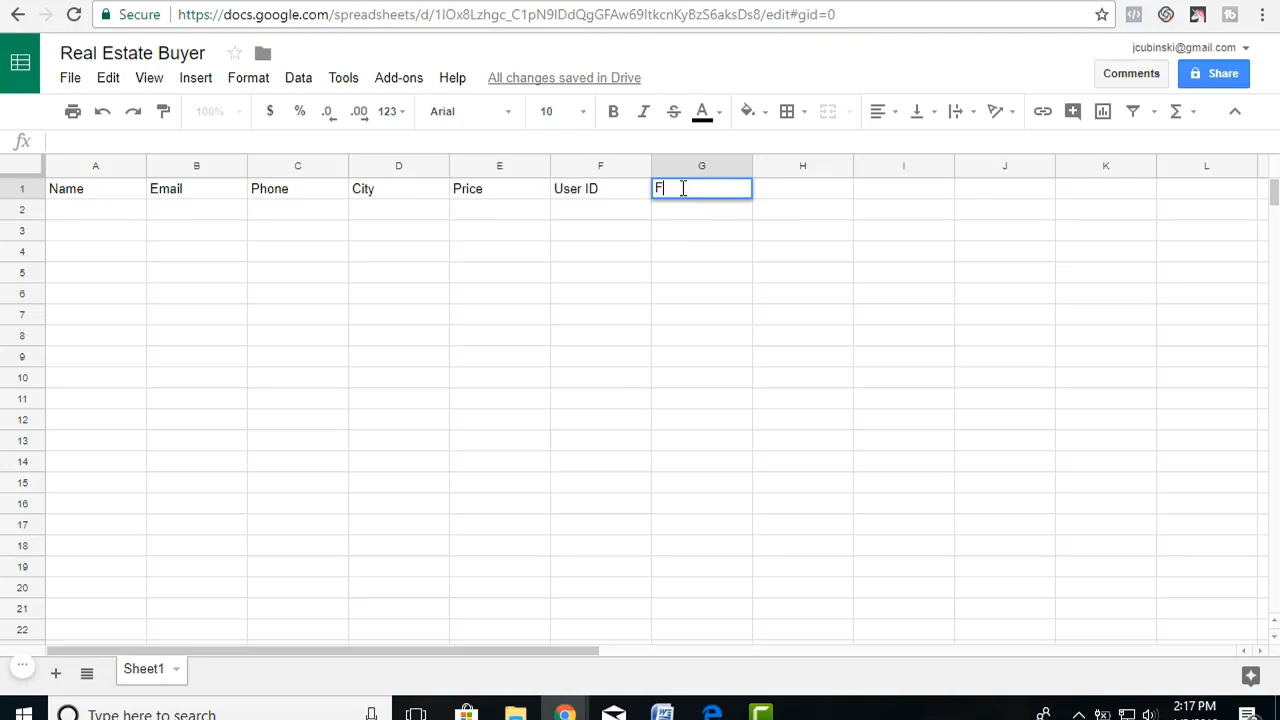 Secure https://docs.google.com/spreadsheets/d/1IOx8Lzhgc_C1pN9IDdQgGFAw69ItkcnKyBzS6aksDs8/edit#gid=0
Real Estate Buyer
jcubinski@gmail.com
File Edit View Insert Format Data Tools Add-ons Help All changes saved in Drive
Comments Share
100% $ % .0 .00 123 Arial 10 B I S A Σ
fx
A B C D E F G H I J K L
1 Name Email Phone City Price User ID F
2
3
4
5
6
7
8
9
10
11
12
13
14
15
16
17
18
19
20
21
22
Sheet1
Type here to search
2:17 PM